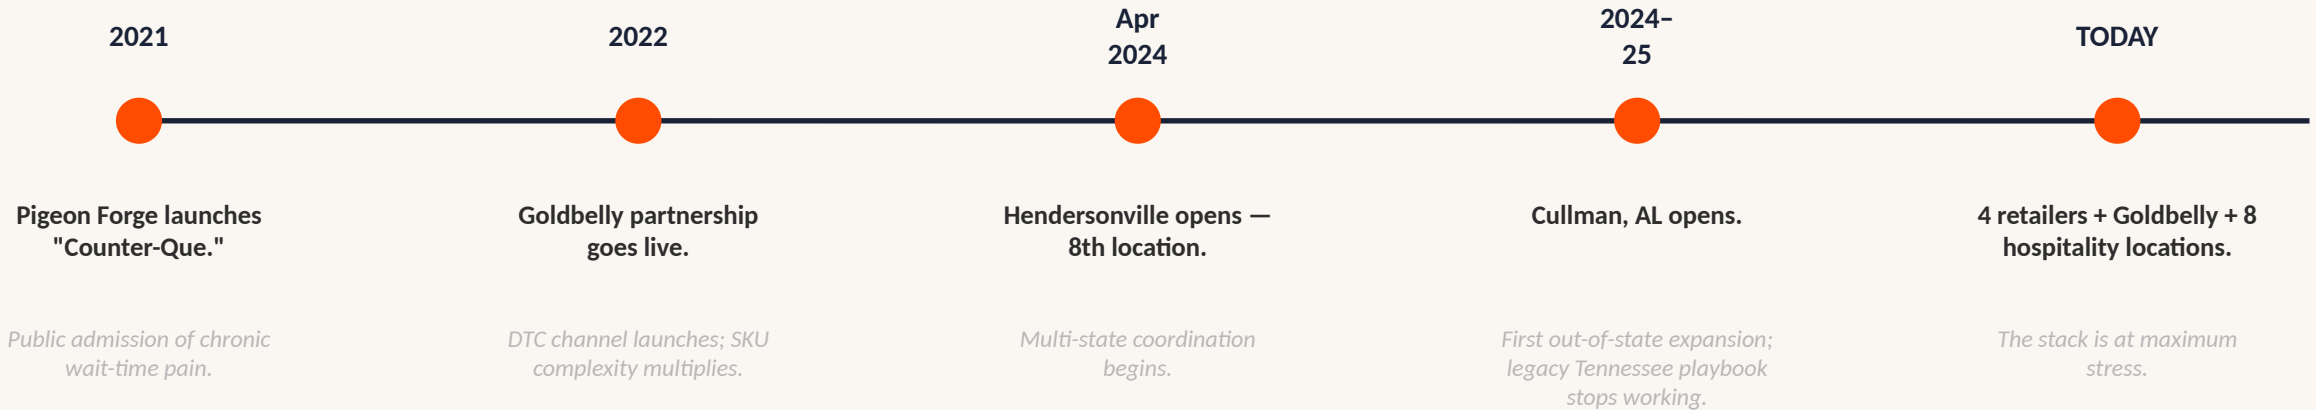 2021
Pigeon Forge launches
"Counter-Que."
Public admission of chronic
wait-time pain.
2022
Goldbelly partnership
goes live.
DTC channel launches; SKU
complexity multiplies.
Apr
2024
Hendersonville opens —
8th location.
Multi-state coordination
begins.
2024–
25
Cullman, AL opens.
First out-of-state expansion;
legacy Tennessee playbook
stops working.
TODAY
4 retailers + Goldbelly + 8
hospitality locations.
The stack is at maximum
stress.